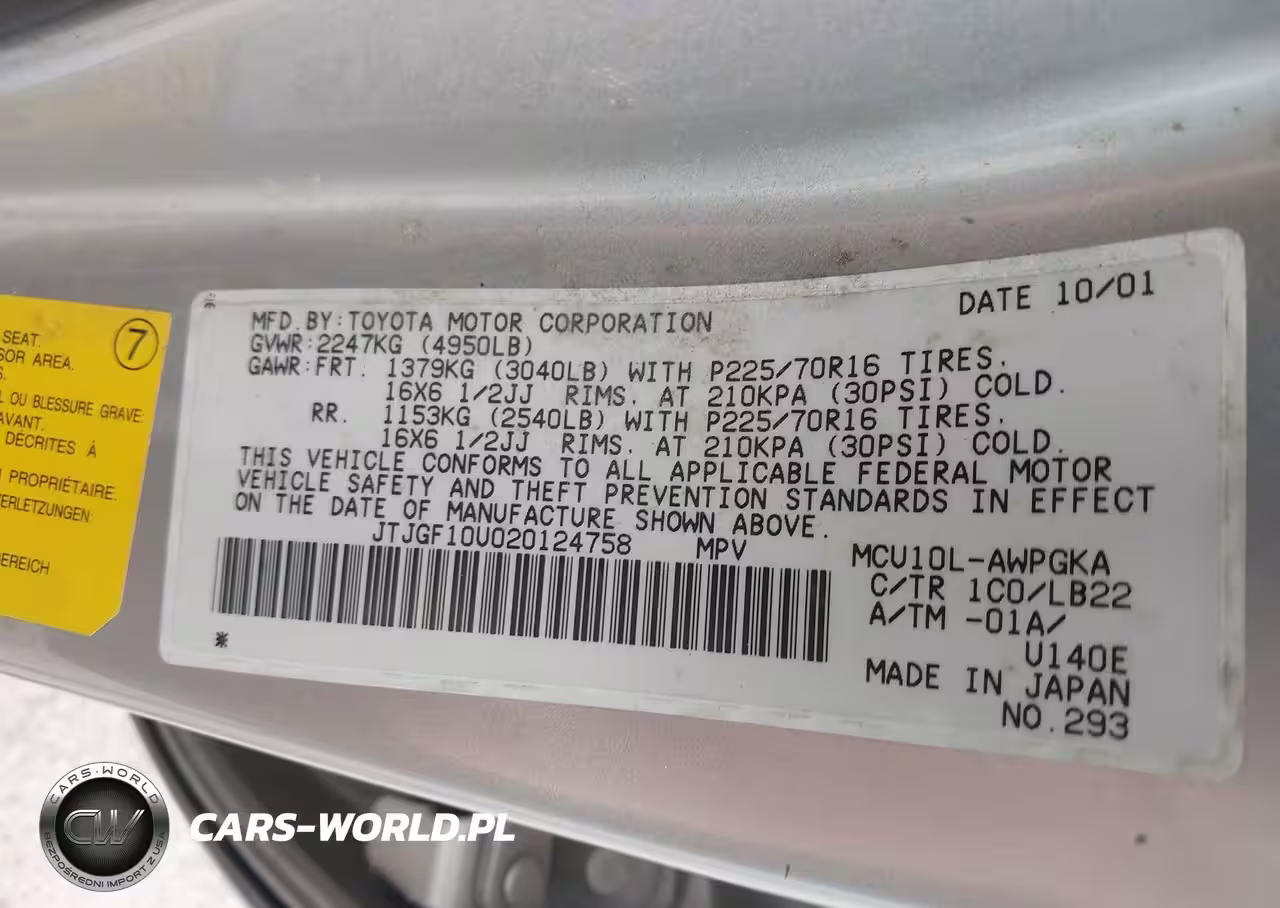 SEAT.
SOR AREA.
S.
L OU BLESSURE GRAVE:
AVANT.
DÉCRITES À
N PROPRIÉTAIRE.
VERLETZUNGEN:
BEREICH
7
DATE 10/01
MFD.BY:TOYOTA MOTOR CORPORATION
GVWR:2247KG (4950LB)
GAWR:FRT. 1379KG (3040LB) WITH P225/70R16 TIRES.
16X6 1/2JJ RIMS. AT 210KPA (30PSI) COLD.
RR. 1153KG (2540LB) WITH P225/70R16 TIRES.
16X6 1/2JJ RIMS. AT 210KPA (30PSI) COLD.
THIS VEHICLE CONFORMS TO ALL APPLICABLE FEDERAL MOTOR
VEHICLE SAFETY AND THEFT PREVENTION STANDARDS IN EFFECT
ON THE DATE OF MANUFACTURE SHOWN ABOVE.
JTJGF10U020124758 MPV
MCU10L-AWPGKA
C/TR 1C0/LB22
A/TM -01A/
U140E
MADE IN JAPAN
NO.293
CARS-WORLD
CW
BEZPOŚREDNI IMPORT Z USA
CARS-WORLD.PL